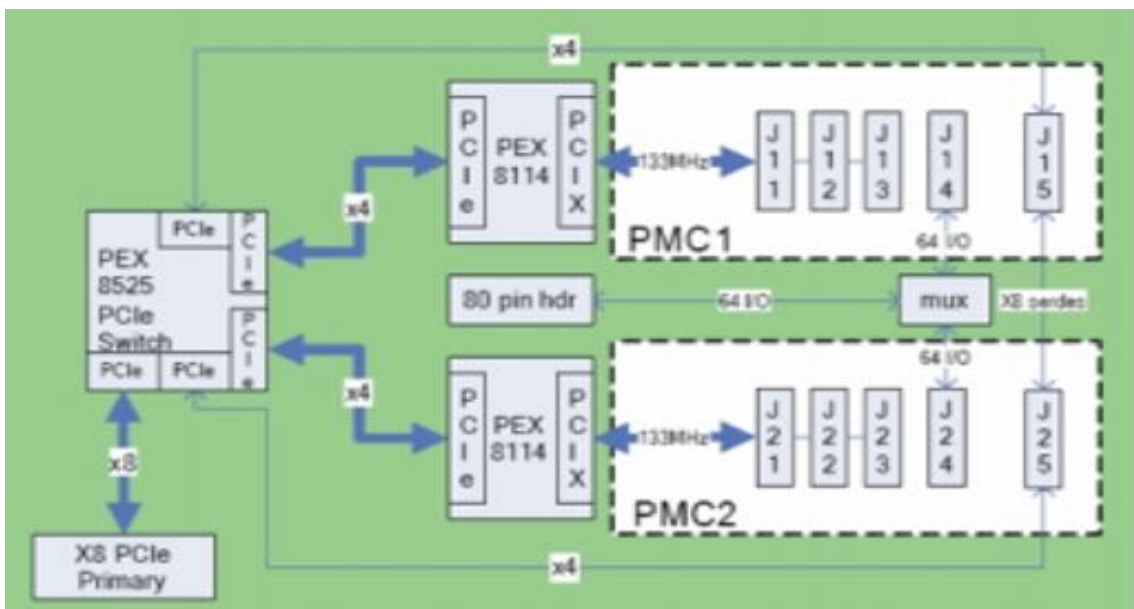 x4
PCIe
PEX
8114
PCIX
133MHz
J11
J12
J13
J14
J15
x4
PCIe
PCIe
PMC1
64 I/O
PEX
8525
PCIe
Switch
80 pin hdr
64 I/O
mux
X8 serdes
PCIe
64 I/O
PCIe
PCIe
x4
PCIe
PEX
8114
PCIX
133MHz
J21
J22
J23
J24
J25
x8
PMC2
X8 PCIe
Primary
x4